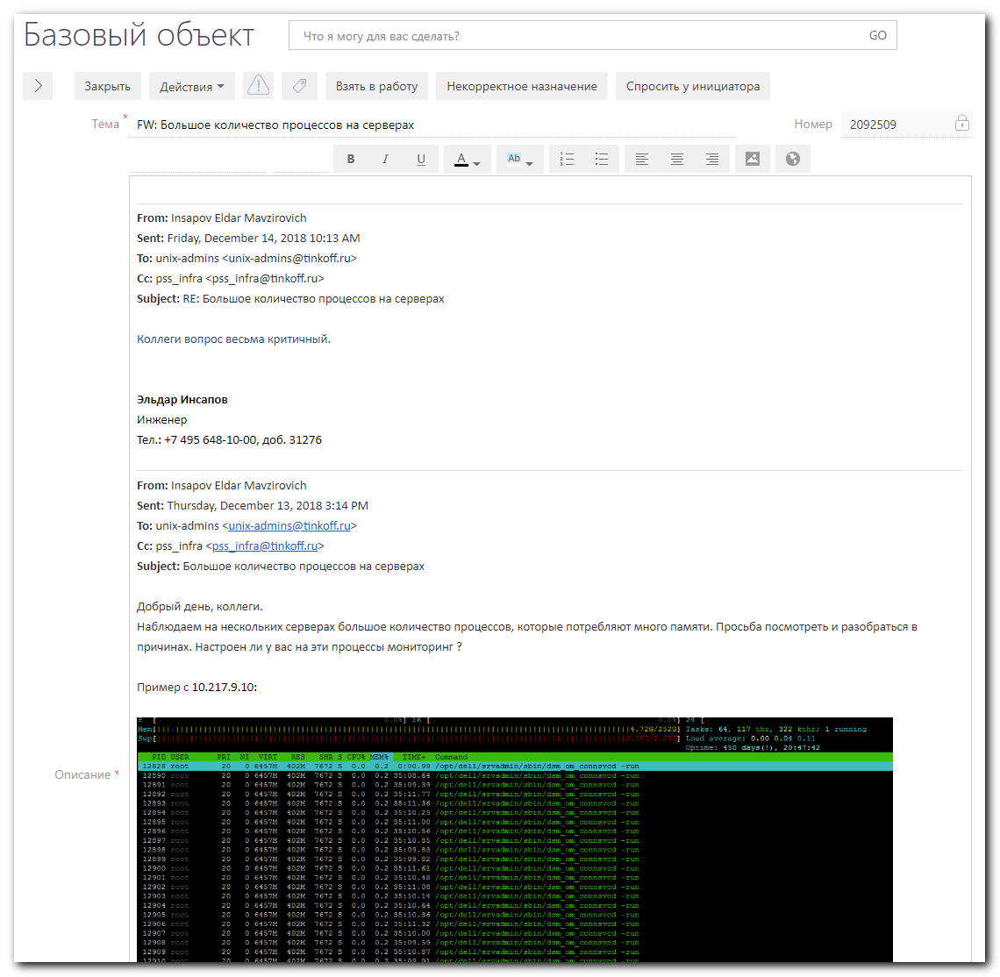 Базовый объект
Что я могу для вас сделать? GO
Закрыть Действия Взять в работу Некорректное назначение Спросить у инициатора
Тема * FW: Большое количество процессов на серверах Номер 2092509
B I U A Ab
From: Insapov Eldar Mavzirovich
Sent: Friday, December 14, 2018 10:13 AM
To: unix-admins <unix-admins@tinkoff.ru>
Cc: pss_infra <pss_infra@tinkoff.ru>
Subject: RE: Большое количество процессов на серверах
Коллеги вопрос весьма критичный.
Эльдар Инсапов
Инженер
Тел.: +7 495 648-10-00, доб. 31276
From: Insapov Eldar Mavzirovich
Sent: Thursday, December 13, 2018 3:14 PM
To: unix-admins <unix-admins@tinkoff.ru>
Cc: pss_infra <pss_infra@tinkoff.ru>
Subject: Большое количество процессов на серверах
Добрый день, коллеги.
Наблюдаем на нескольких серверах большое количество процессов, которые потребляют много памяти. Просьба посмотреть и разобраться в
причинах. Настроен ли у вас на эти процессы мониторинг ?
Пример с 10.217.9.10:
8 [ 0.0%] 16 [ 0.0%] 24 [
Mem[ 4.72G/252G] Tasks: 64, 117 thr, 322 kthr; 1 running
Swp[ 2.00G/2.00G] Load average: 0.00 0.04 0.11
Uptime: 450 days(!), 20:47:42
PID USER PRI NI VIRT RES SHR S CPU% MEM% TIME+ Command
Описание *
12828 root 20 0 6457M 402M 7672 S 0.0 0.2 0:00.99 /opt/dell/srvadmin/sbin/dsm_om_connsvcd -run
12890 root 20 0 6457M 402M 7672 S 0.0 0.2 35:08.64 /opt/dell/srvadmin/sbin/dsm_om_connsvcd -run
12891 root 20 0 6457M 402M 7672 S 0.0 0.2 35:09.39 /opt/dell/srvadmin/sbin/dsm_om_connsvcd -run
12892 root 20 0 6457M 402M 7672 S 0.0 0.2 35:11.77 /opt/dell/srvadmin/sbin/dsm_om_connsvcd -run
12893 root 20 0 6457M 402M 7672 S 0.0 0.2 35:11.36 /opt/dell/srvadmin/sbin/dsm_om_connsvcd -run
12894 root 20 0 6457M 402M 7672 S 0.0 0.2 35:10.25 /opt/dell/srvadmin/sbin/dsm_om_connsvcd -run
12895 root 20 0 6457M 402M 7672 S 0.0 0.2 35:11.00 /opt/dell/srvadmin/sbin/dsm_om_connsvcd -run
12896 root 20 0 6457M 402M 7672 S 0.0 0.2 35:10.56 /opt/dell/srvadmin/sbin/dsm_om_connsvcd -run
12897 root 20 0 6457M 402M 7672 S 0.0 0.2 35:10.85 /opt/dell/srvadmin/sbin/dsm_om_connsvcd -run
12898 root 20 0 6457M 402M 7672 S 0.0 0.2 35:09.83 /opt/dell/srvadmin/sbin/dsm_om_connsvcd -run
12899 root 20 0 6457M 402M 7672 S 0.0 0.2 35:09.82 /opt/dell/srvadmin/sbin/dsm_om_connsvcd -run
12900 root 20 0 6457M 402M 7672 S 0.0 0.2 35:11.61 /opt/dell/srvadmin/sbin/dsm_om_connsvcd -run
12901 root 20 0 6457M 402M 7672 S 0.0 0.2 35:10.48 /opt/dell/srvadmin/sbin/dsm_om_connsvcd -run
12902 root 20 0 6457M 402M 7672 S 0.0 0.2 35:11.08 /opt/dell/srvadmin/sbin/dsm_om_connsvcd -run
12903 root 20 0 6457M 402M 7672 S 0.0 0.2 35:10.14 /opt/dell/srvadmin/sbin/dsm_om_connsvcd -run
12904 root 20 0 6457M 402M 7672 S 0.0 0.2 35:10.64 /opt/dell/srvadmin/sbin/dsm_om_connsvcd -run
12905 root 20 0 6457M 402M 7672 S 0.0 0.2 35:10.36 /opt/dell/srvadmin/sbin/dsm_om_connsvcd -run
12906 root 20 0 6457M 402M 7672 S 0.0 0.2 35:11.32 /opt/dell/srvadmin/sbin/dsm_om_connsvcd -run
12907 root 20 0 6457M 402M 7672 S 0.0 0.2 35:10.00 /opt/dell/srvadmin/sbin/dsm_om_connsvcd -run
12908 root 20 0 6457M 402M 7672 S 0.0 0.2 35:09.59 /opt/dell/srvadmin/sbin/dsm_om_connsvcd -run
12909 root 20 0 6457M 402M 7672 S 0.0 0.2 35:10.87 /opt/dell/srvadmin/sbin/dsm_om_connsvcd -run
12910 root 20 0 6457M 402M 7672 S 0.0 0.2 35:09.91 /opt/dell/srvadmin/sbin/dsm_om_connsvcd -run